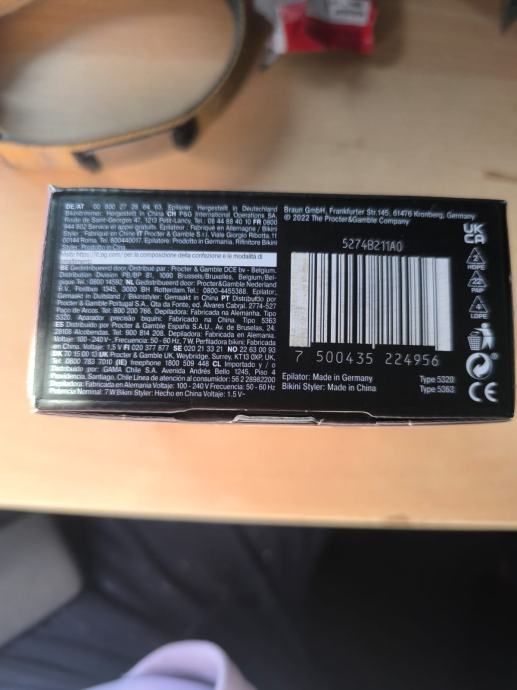 DE/AT 00 800 27 28 64 63, Epilierer: Hergestellt in Deutschland
Bikinitrimmer: Hergestellt in China CH P&G International Operations SA,
Route de Saint-Georges 47, 1213 Petit-Lancy, Tel. 08 44 88 40 10 FR 0800
944 802 Service et appel gratuits. Epilateur : Fabriqué en Allemagne / Bikini
Styler : Fabriqué en Chine IT Procter & Gamble S.r.l. Viale Giorgio Ribotta, 11
00144 Roma. Tel. 800440017. Epilatore: Prodotto in Germania. Rifinitore Bikini
Styler: Prodotto in China.
Visita https://it.pg.com/ per la composizione della confezione e le modalità di
BE Gedistribueerd door/Distribué par : Procter & Gamble DCE bv - Belgium,
Distribution Division PB/BP 81, 1090 Brussels/Bruxelles, België/
gique Tel.: 0800 14592. NL Gedistribueerd door: Procter&Gamble Nederland
B.V., Postbus 1345, 3000 BH Rotterdam.Tel.: 0800-4455388. Epilator:
Gemaakt in Duitsland / Bikinistyler: Gemaakt in China PT Distribuído por
Procter & Gamble Portugal S.A., Qta da Fonte, ed. Álvares Cabral. 2774-527
Paço de Arcos. Tel: 800 200 766. Depiladora: Fabricada na Alemanha. Tipo
5320. Aparador precisão biquíni: Fabricado na China. Tipo 5363
ES Distribuido por Procter & Gamble España S.A.U., Av de Bruselas, 24.
28108 Alcobendas. Tel. 900 814 208. Depiladora: Fabricada en Alemania.
Voltaje: 100 - 240 V~, Frecuencia: 50 - 60 Hz, 7W. Perfiladora bikini: Fabricada
en China. Voltaje: 1,5 V FI 020 377 877 SE 020 21 33 21 NO 22 63 00 93
DK 70 15 00 13 UK Procter & Gamble UK, Weybridge, Surrey, KT13 0XP, UK,
Tel 0800 783 7010 (IE) freephone 1800 509 448 CL Importado y / o
Distribuido por: GAMA Chile S.A. Avenida Andrés Bello 1245, Piso 4
Providencia, Santiago, Chile Linea de atención al consumidor: 56 2 28982200
Depiladora: Fabricada en Alemania Voltaje: 100 - 240 V Frecuencia: 50 - 60 Hz
Potencia Nominal: 7 W Bikini Styler: Hecho en China Voltaje: 1.5 V⎓
Braun GmbH, Frankfurter Str.145, 61476 Kronberg, Germany
© 2022 The Procter&Gamble Company
UK
CA
52748211A0
2
HDPE
22
PAP
4
LDPE
7 500435 224956
Epilator: Made in Germany Type 5320
Bikini Styler: Made in China Type 5363
CE